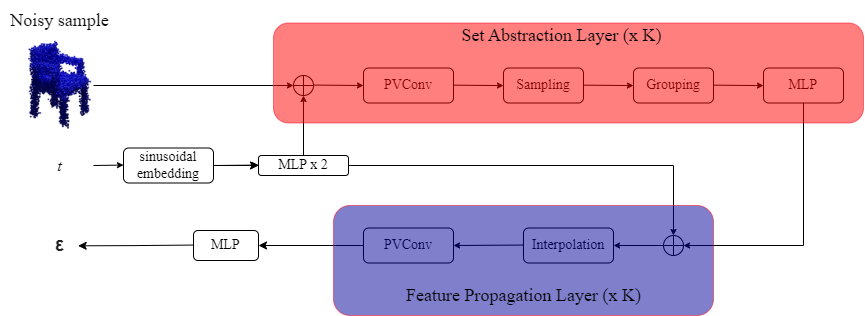 Noisy sample
Set Abstraction Layer (x K)
PVConv
Sampling
Grouping
MLP
t
sinusoidal
embedding
MLP x 2
ε
MLP
PVConv
Interpolation
Feature Propagation Layer (x K)